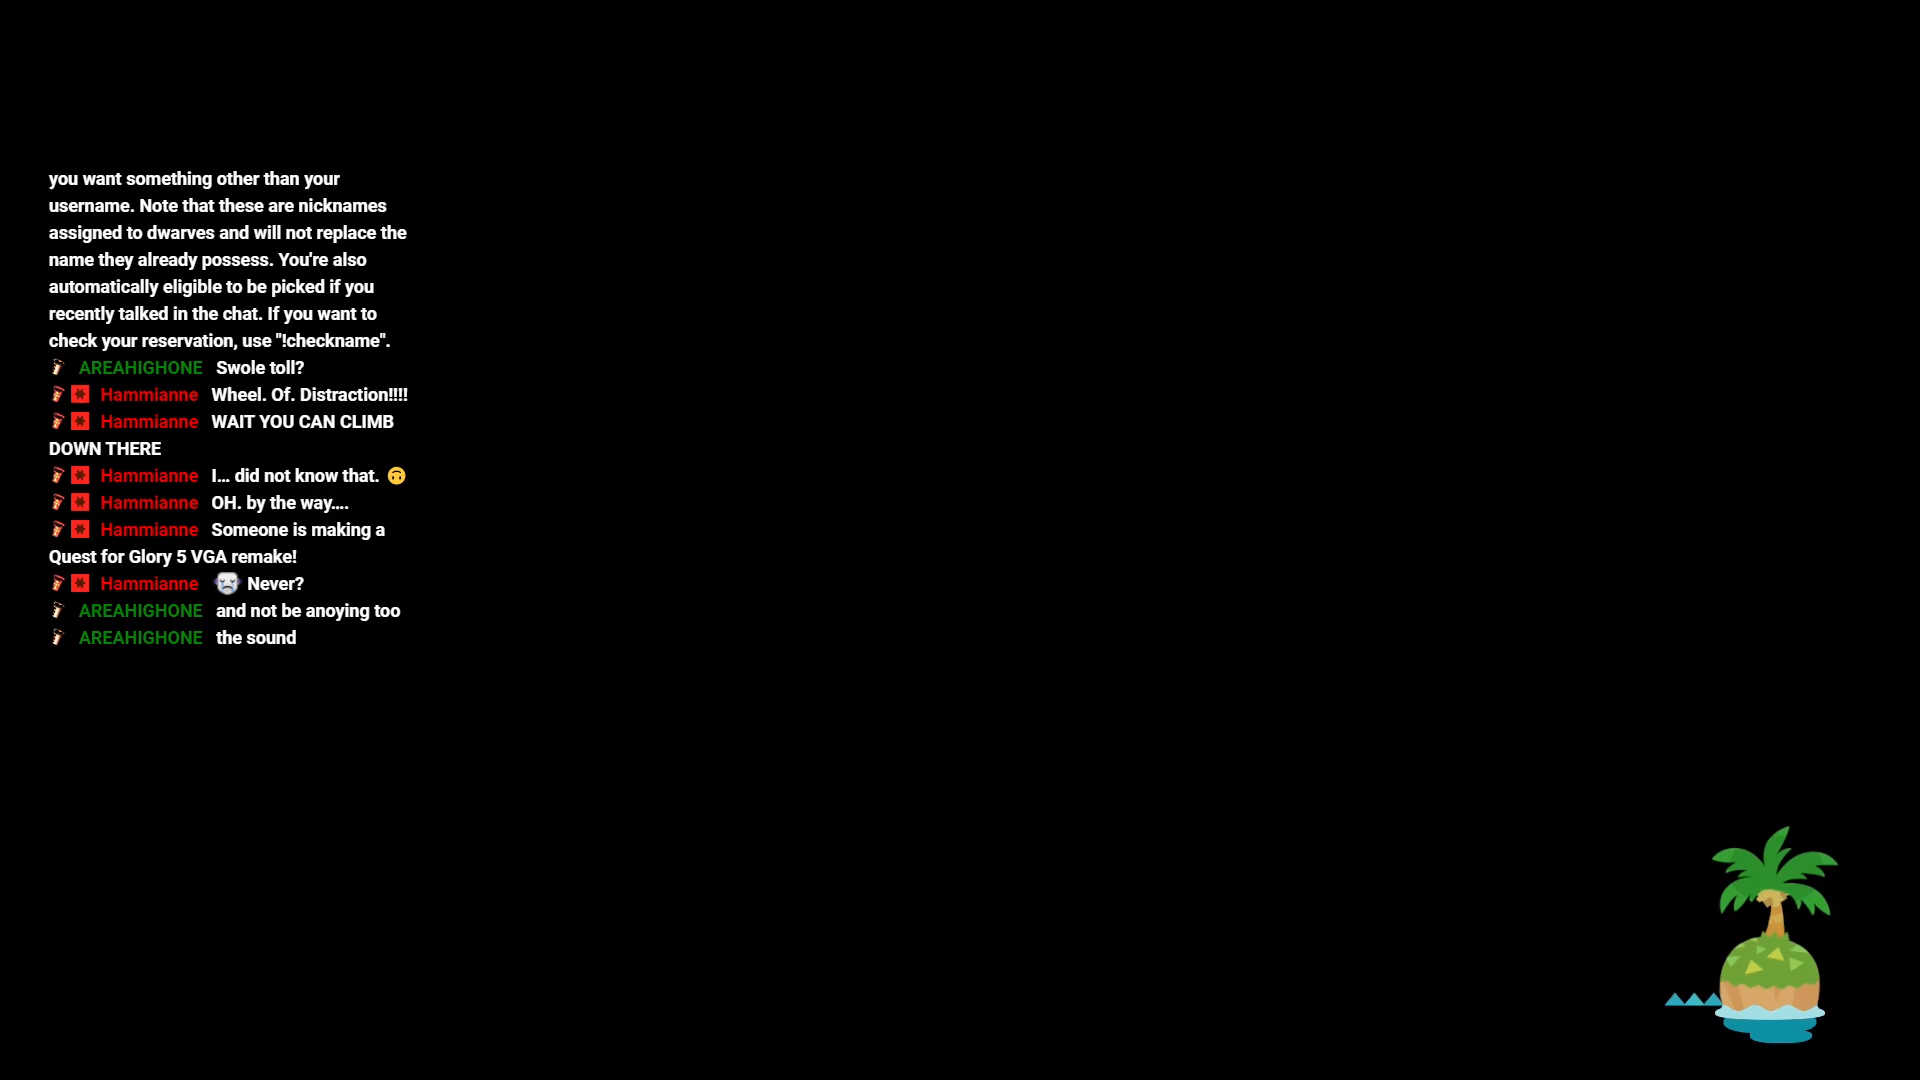 you want something other than your
username. Note that these are nicknames
assigned to dwarves and will not replace the
name they already possess. You're also
automatically eligible to be picked if you
recently talked in the chat. If you want to
check your reservation, use "!checkname".
AREAHIGHONE Swole toll?
Hammianne Wheel. Of. Distraction!!!!
Hammianne WAIT YOU CAN CLIMB
DOWN THERE
Hammianne I... did not know that. 🙃
Hammianne OH. by the way....
Hammianne Someone is making a
Quest for Glory 5 VGA remake!
Hammianne Never?
AREAHIGHONE and not be anoying too
AREAHIGHONE the sound